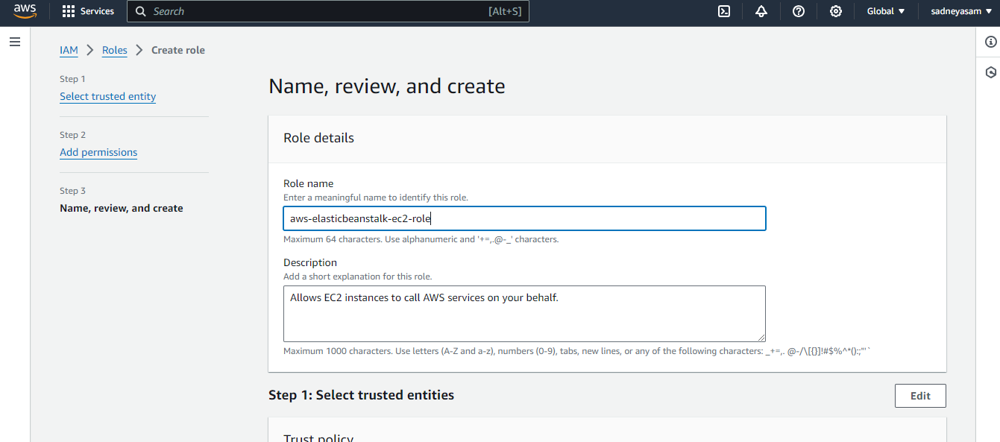 aws
Services
Search
[Alt+S]
Global
sadneyasam
IAM
Roles
Create role
Step 1
Select trusted entity
Step 2
Add permissions
Step 3
Name, review, and create
Name, review, and create
Role details
Role name
Enter a meaningful name to identify this role.
aws-elasticbeanstalk-ec2-role
Maximum 64 characters. Use alphanumeric and '+=,.@-_' characters.
Description
Add a short explanation for this role.
Allows EC2 instances to call AWS services on your behalf.
Maximum 1000 characters. Use letters (A-Z and a-z), numbers (0-9), tabs, new lines, or any of the following characters: _+=,. @-/\[{}]!#$%^*();:"'`
Step 1: Select trusted entities
Edit
Trust policy